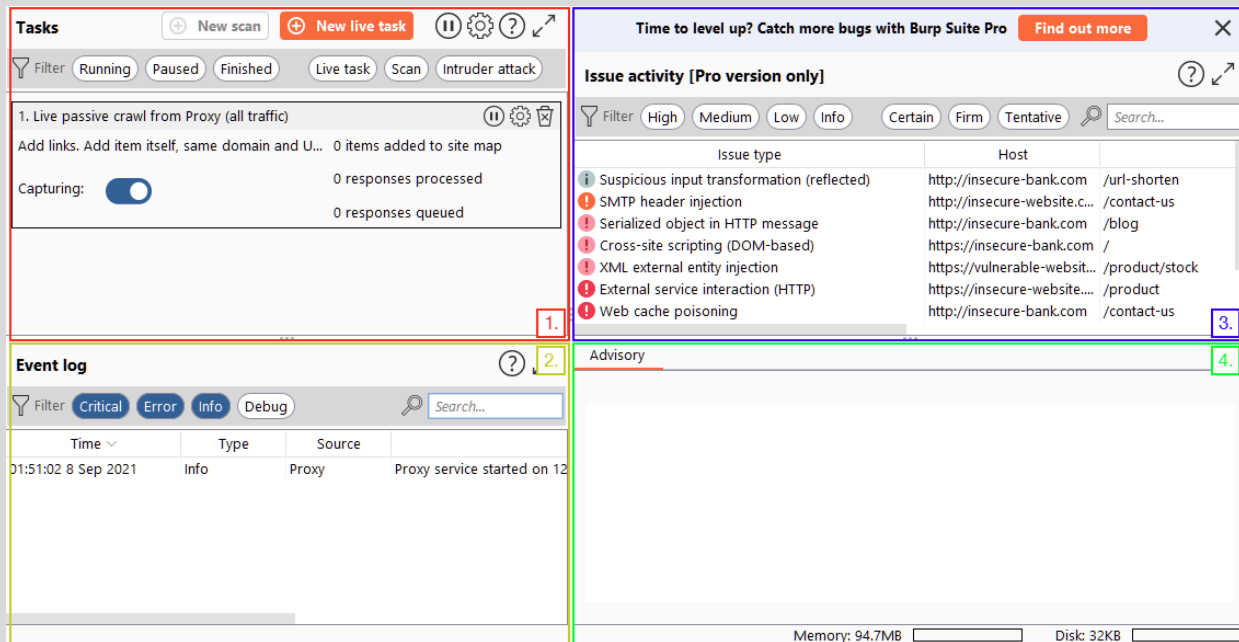 Tasks
New scan
New live task
Filter Running Paused Finished Live task Scan Intruder attack
1. Live passive crawl from Proxy (all traffic)
Add links. Add item itself, same domain and U... 0 items added to site map
Capturing:
0 responses processed
0 responses queued
1.
Event log
2.
Filter Critical Error Info Debug Search...
Time Type Source
01:51:02 8 Sep 2021 Info Proxy Proxy service started on 12
Time to level up? Catch more bugs with Burp Suite Pro Find out more
Issue activity [Pro version only]
Filter High Medium Low Info Certain Firm Tentative Search...
Issue type Host
Suspicious input transformation (reflected) http://insecure-bank.com /url-shorten
SMTP header injection http://insecure-website.c... /contact-us
Serialized object in HTTP message http://insecure-bank.com /blog
Cross-site scripting (DOM-based) https://insecure-bank.com /
XML external entity injection https://vulnerable-websit... /product/stock
External service interaction (HTTP) https://insecure-website.... /product
Web cache poisoning http://insecure-bank.com /contact-us
3.
Advisory
4.
Memory: 94.7MB Disk: 32KB